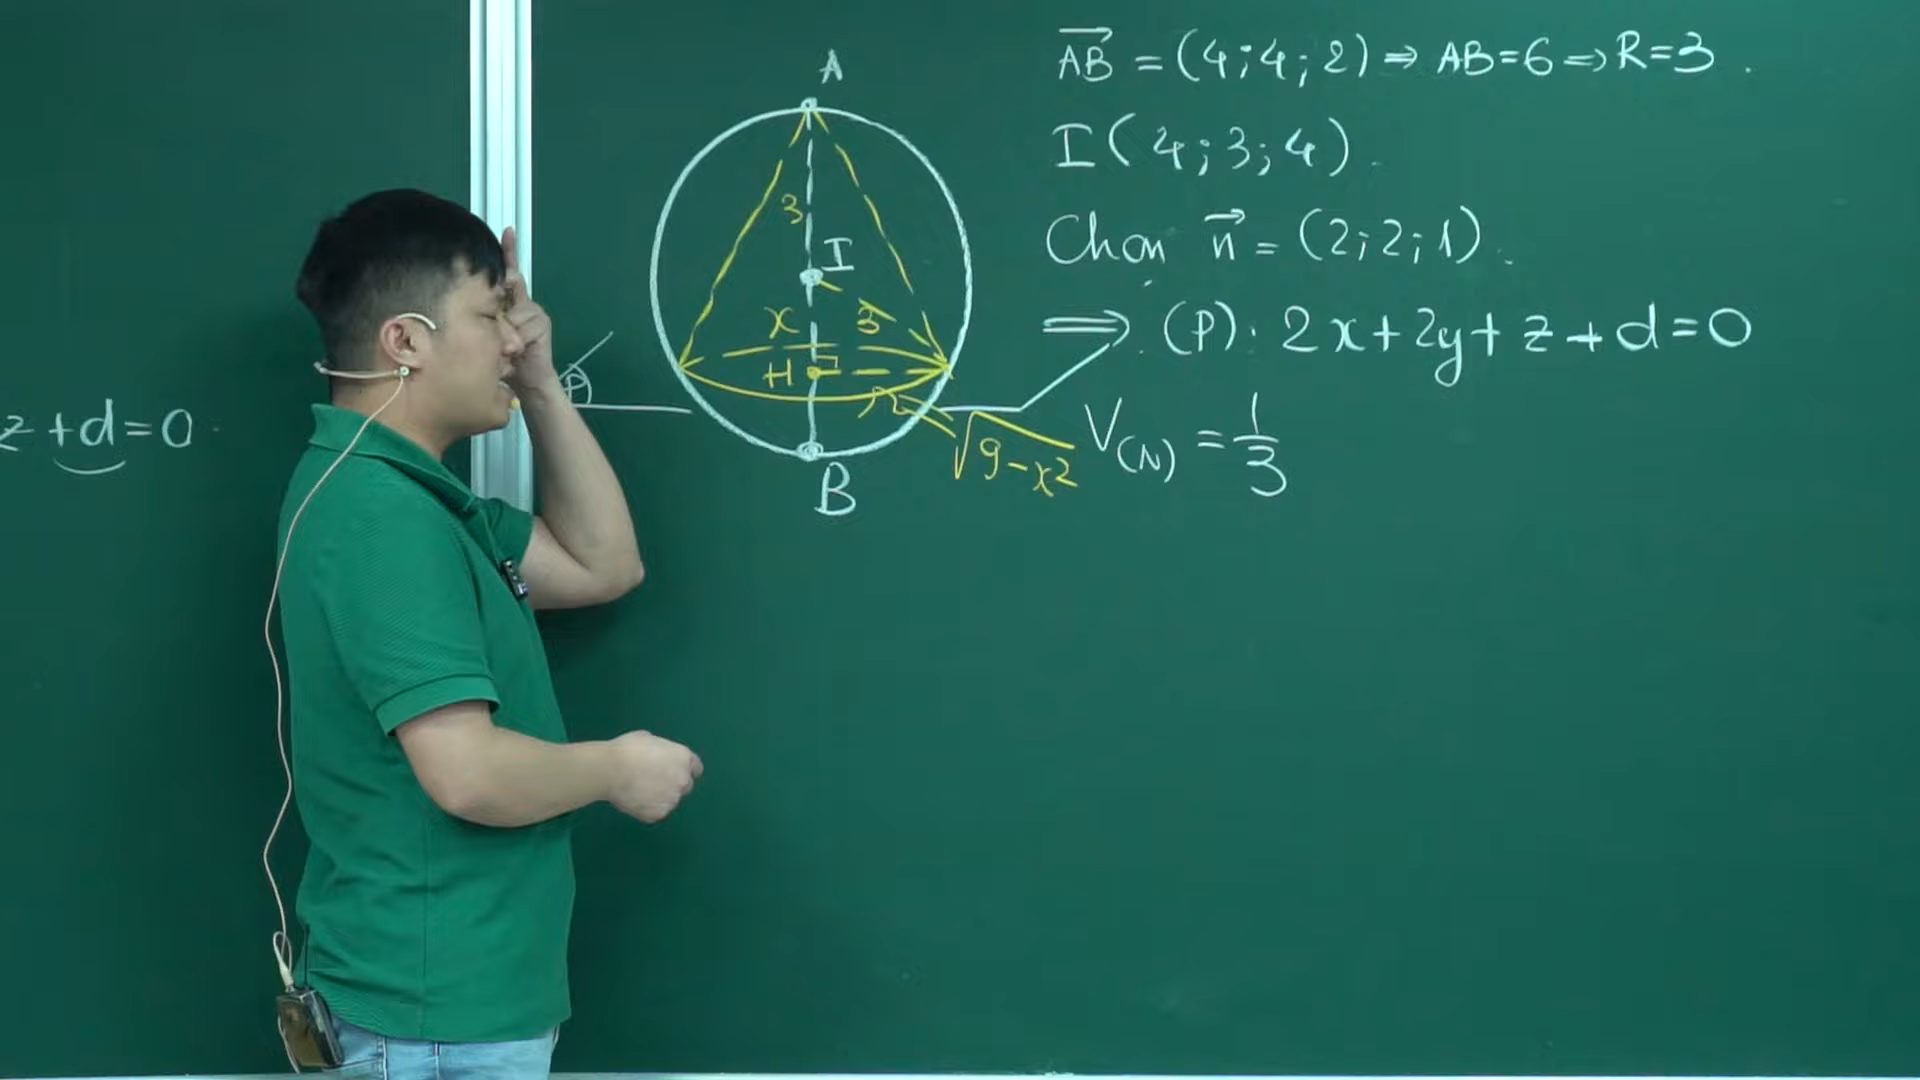 z + d = 0.
A
3
I
x
3
H
r
B
√9-x²
P
AB→ = (4;4;2) ⇒ AB=6 ⇒ R=3.
I(4;3;4).
Chọn n→ = (2;2;1).
⇒ (P): 2x+2y+z+d=0
V(N) = 1/3